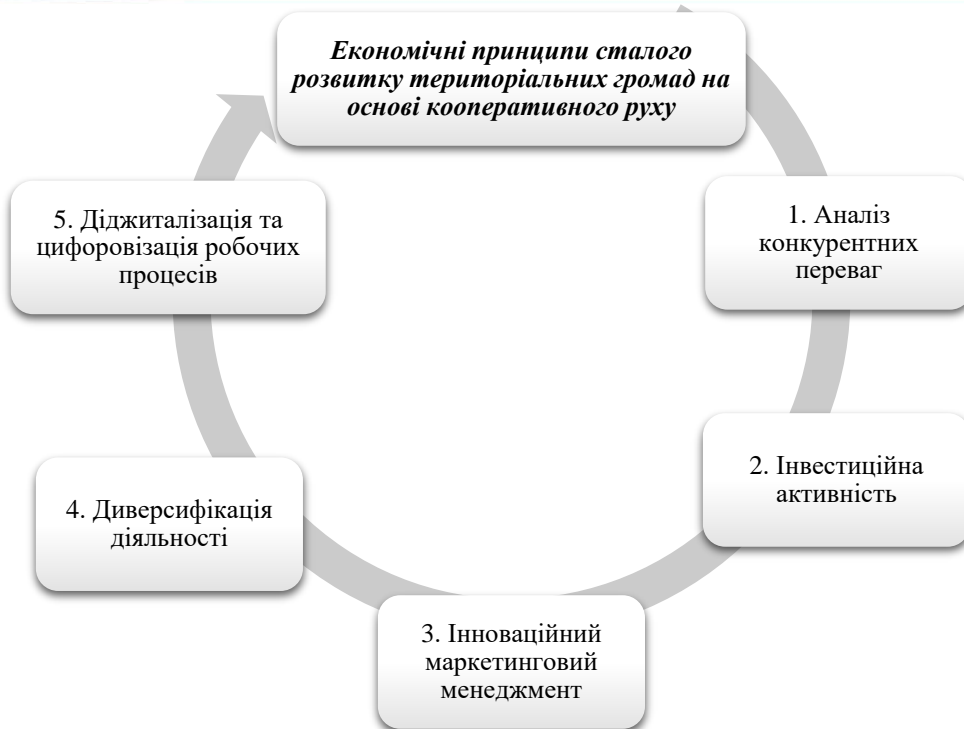 Економічні принципи сталого
розвитку територіальних громад на
основі кооперативного руху
1. Аналіз
конкурентних
переваг
2. Інвестиційна
активність
3. Інноваційний
маркетинговий
менеджмент
4. Диверсифікація
діяльності
5. Діджиталізація та
цифоровізація робочих
процесів